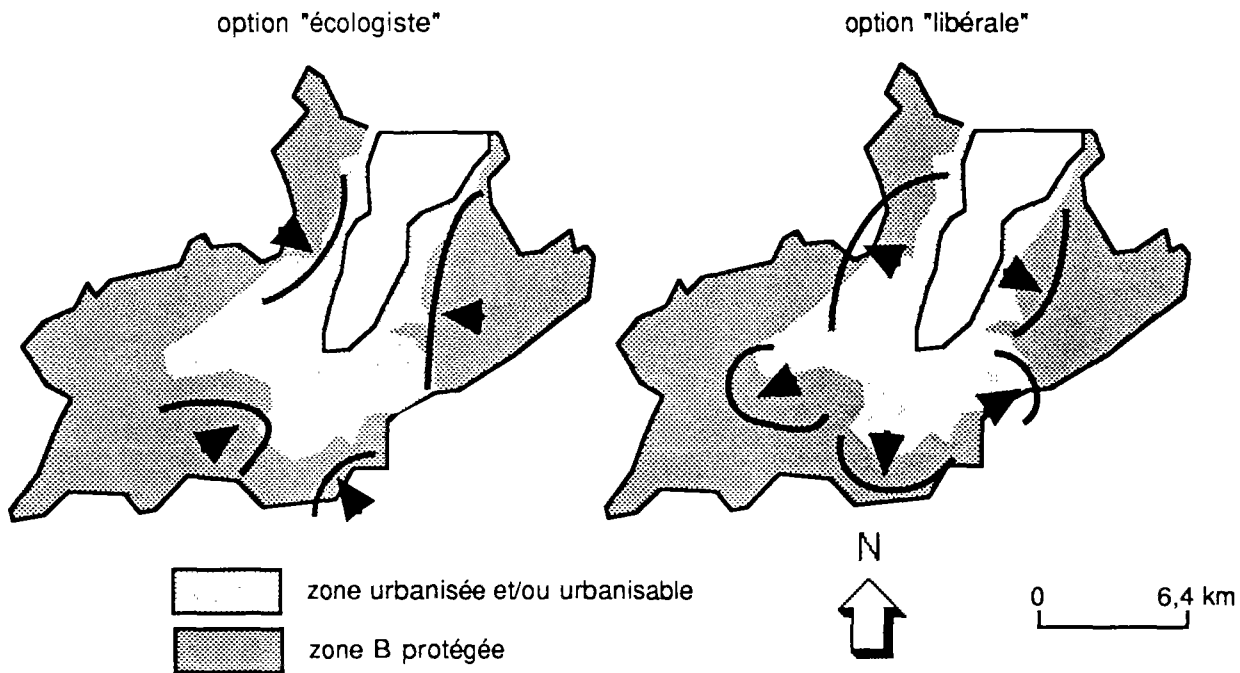 option "écologiste"
option "libérale"
zone urbanisée et/ou urbanisable
zone B protégée
N
0 6,4 km